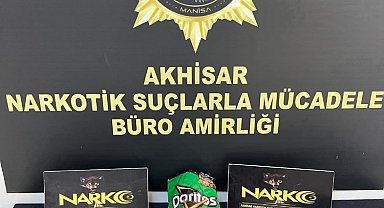 MANİSA
AKHİSAR
NARKOTİK SUÇLARLA MÜCADELE
BÜRO AMİRLİĞİ
NARKO
Doritos
NARKO